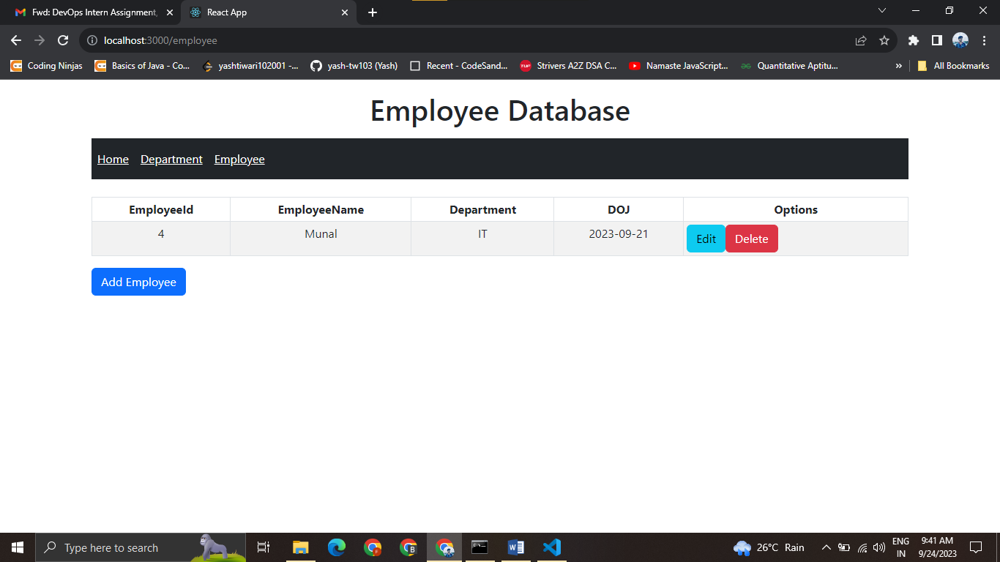 Fwd: DevOps Intern Assignment,
React App
localhost:3000/employee
Coding Ninjas
Basics of Java - Co...
yashtiwari102001 -...
yash-tw103 (Yash)
Recent - CodeSand...
TUF
Strivers A2Z DSA C...
Namaste JavaScript...
Quantitative Aptitu...
»
All Bookmarks
Employee Database
Home Department Employee
EmployeeId EmployeeName Department DOJ Options
4 Munal IT 2023-09-21 Edit Delete
Add Employee
Type here to search
26°C Rain
ENG
IN
9:41 AM
9/24/2023